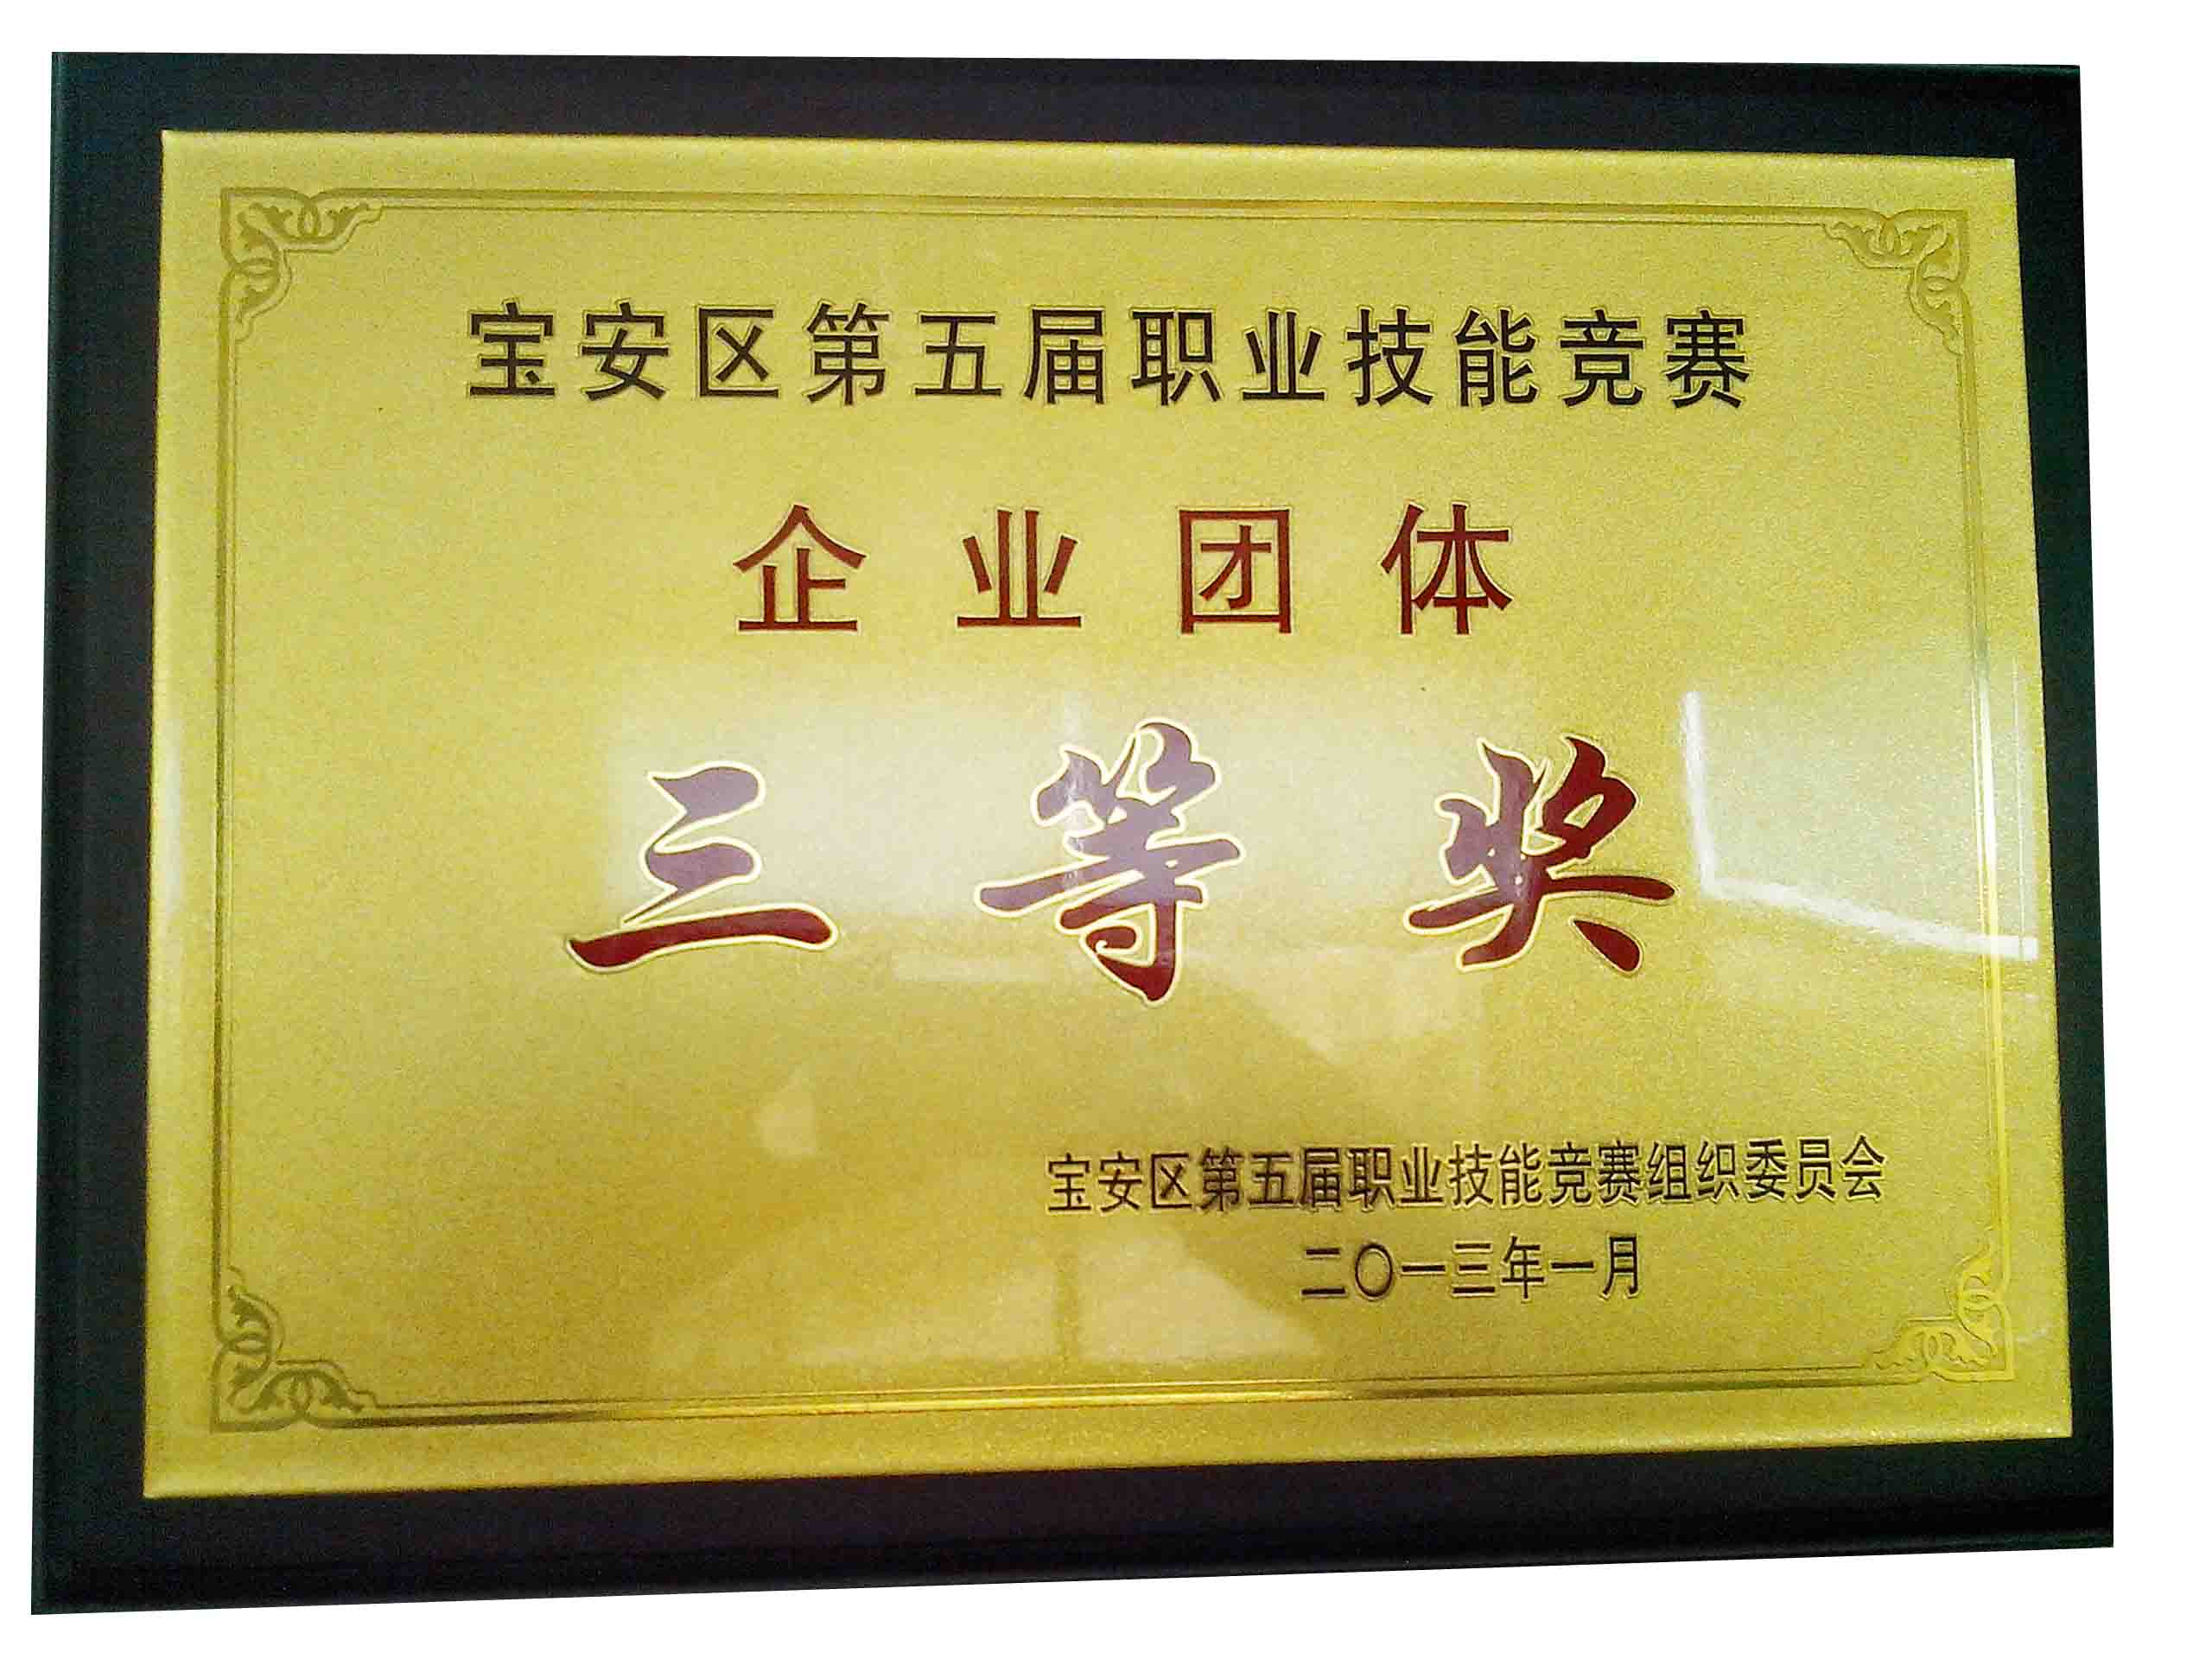 宝安区第五届职业技能竞赛
企业团体
三等奖
宝安区第五届职业技能竞赛组织委员会
二〇一三年一月